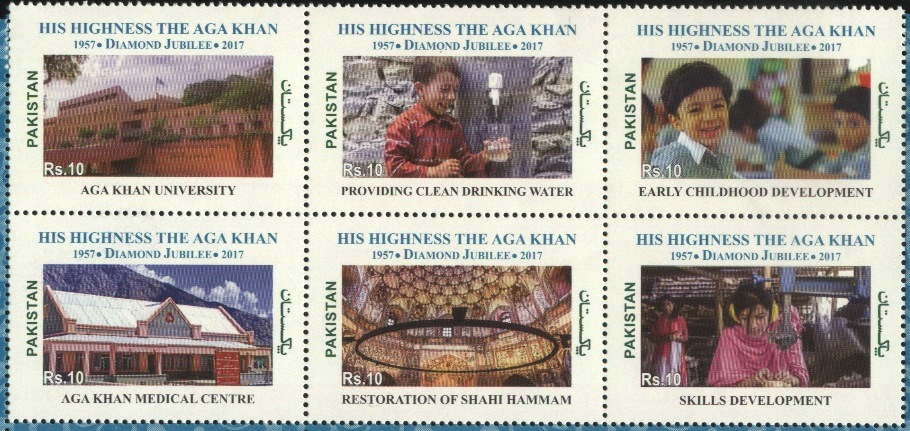 HIS HIGHNESS THE AGA KHAN
1957• DIAMOND JUBILEE• 2017
PAKISTAN
پاکستان
Rs.10
AGA KHAN UNIVERSITY
HIS HIGHNESS THE AGA KHAN
1957• DIAMOND JUBILEE• 2017
PAKISTAN
پاکستان
Rs.10
PROVIDING CLEAN DRINKING WATER
HIS HIGHNESS THE AGA KHAN
1957• DIAMOND JUBILEE• 2017
PAKISTAN
پاکستان
Rs.10
EARLY CHILDHOOD DEVELOPMENT
HIS HIGHNESS THE AGA KHAN
1957• DIAMOND JUBILEE• 2017
PAKISTAN
پاکستان
Rs.10
AGA KHAN MEDICAL CENTRE
HIS HIGHNESS THE AGA KHAN
1957• DIAMOND JUBILEE• 2017
PAKISTAN
پاکستان
Rs.10
RESTORATION OF SHAHI HAMMAM
HIS HIGHNESS THE AGA KHAN
1957• DIAMOND JUBILEE• 2017
PAKISTAN
پاکستان
Rs.10
SKILLS DEVELOPMENT